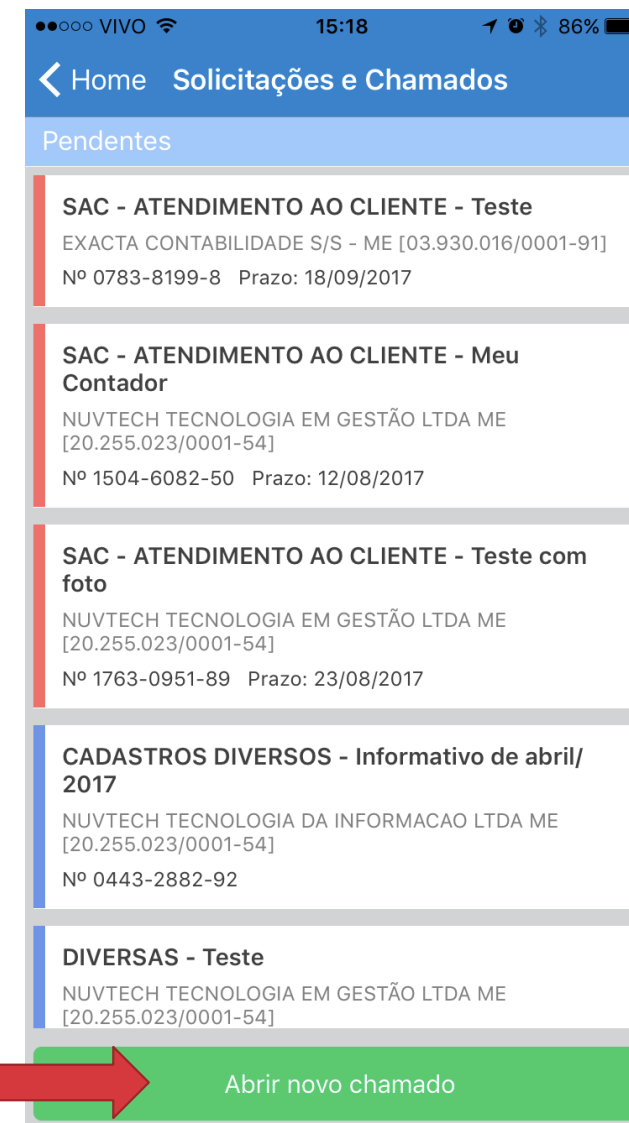 VIVO 15:18 86%
Home Solicitações e Chamados
Pendentes
SAC - ATENDIMENTO AO CLIENTE - Teste
EXACTA CONTABILIDADE S/S - ME [03.930.016/0001-91]
Nº 0783-8199-8 Prazo: 18/09/2017
SAC - ATENDIMENTO AO CLIENTE - Meu
Contador
NUVTECH TECNOLOGIA EM GESTÃO LTDA ME
[20.255.023/0001-54]
Nº 1504-6082-50 Prazo: 12/08/2017
SAC - ATENDIMENTO AO CLIENTE - Teste com
foto
NUVTECH TECNOLOGIA EM GESTÃO LTDA ME
[20.255.023/0001-54]
Nº 1763-0951-89 Prazo: 23/08/2017
CADASTROS DIVERSOS - Informativo de abril/
2017
NUVTECH TECNOLOGIA DA INFORMACAO LTDA ME
[20.255.023/0001-54]
Nº 0443-2882-92
DIVERSAS - Teste
NUVTECH TECNOLOGIA EM GESTÃO LTDA ME
[20.255.023/0001-54]
Abrir novo chamado